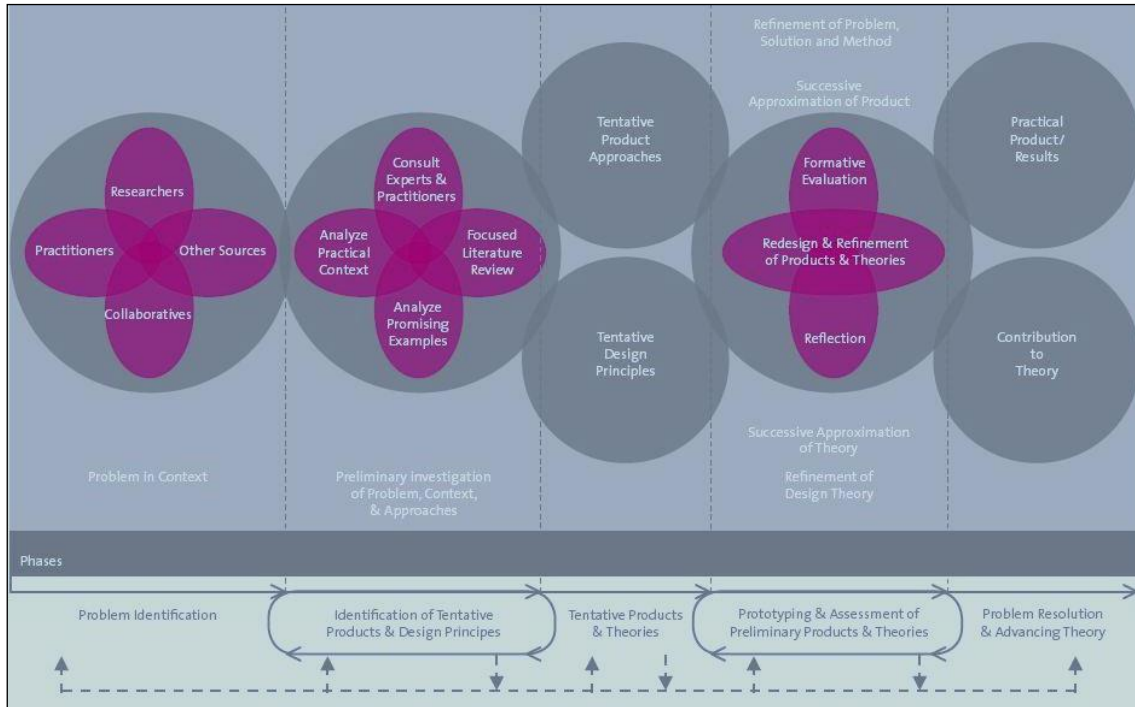 Researchers
Practitioners
Other Sources
Collaboratives
Problem in Context
Consult
Experts &
Practitioners
Analyze
Practical
Context
Focused
Literature
Review
Analyze
Promising
Examples
Preliminary Investigation
of Problem, Context,
& Approaches
Tentative
Product
Approaches
Tentative
Design
Principles
Refinement of Problem,
Solution and Method
Successive
Approximation of Product
Formative
Evaluation
Redesign & Refinement
of Products & Theories
Reflection
Successive Approximation
of Theory
Refinement of
Design Theory
Practical
Product/
Results
Contribution
to
Theory
Phases
Problem Identification
Identification of Tentative
Products & Design Principes
Tentative Products
& Theories
Prototyping & Assessment of
Preliminary Products & Theories
Problem Resolution
& Advancing Theory